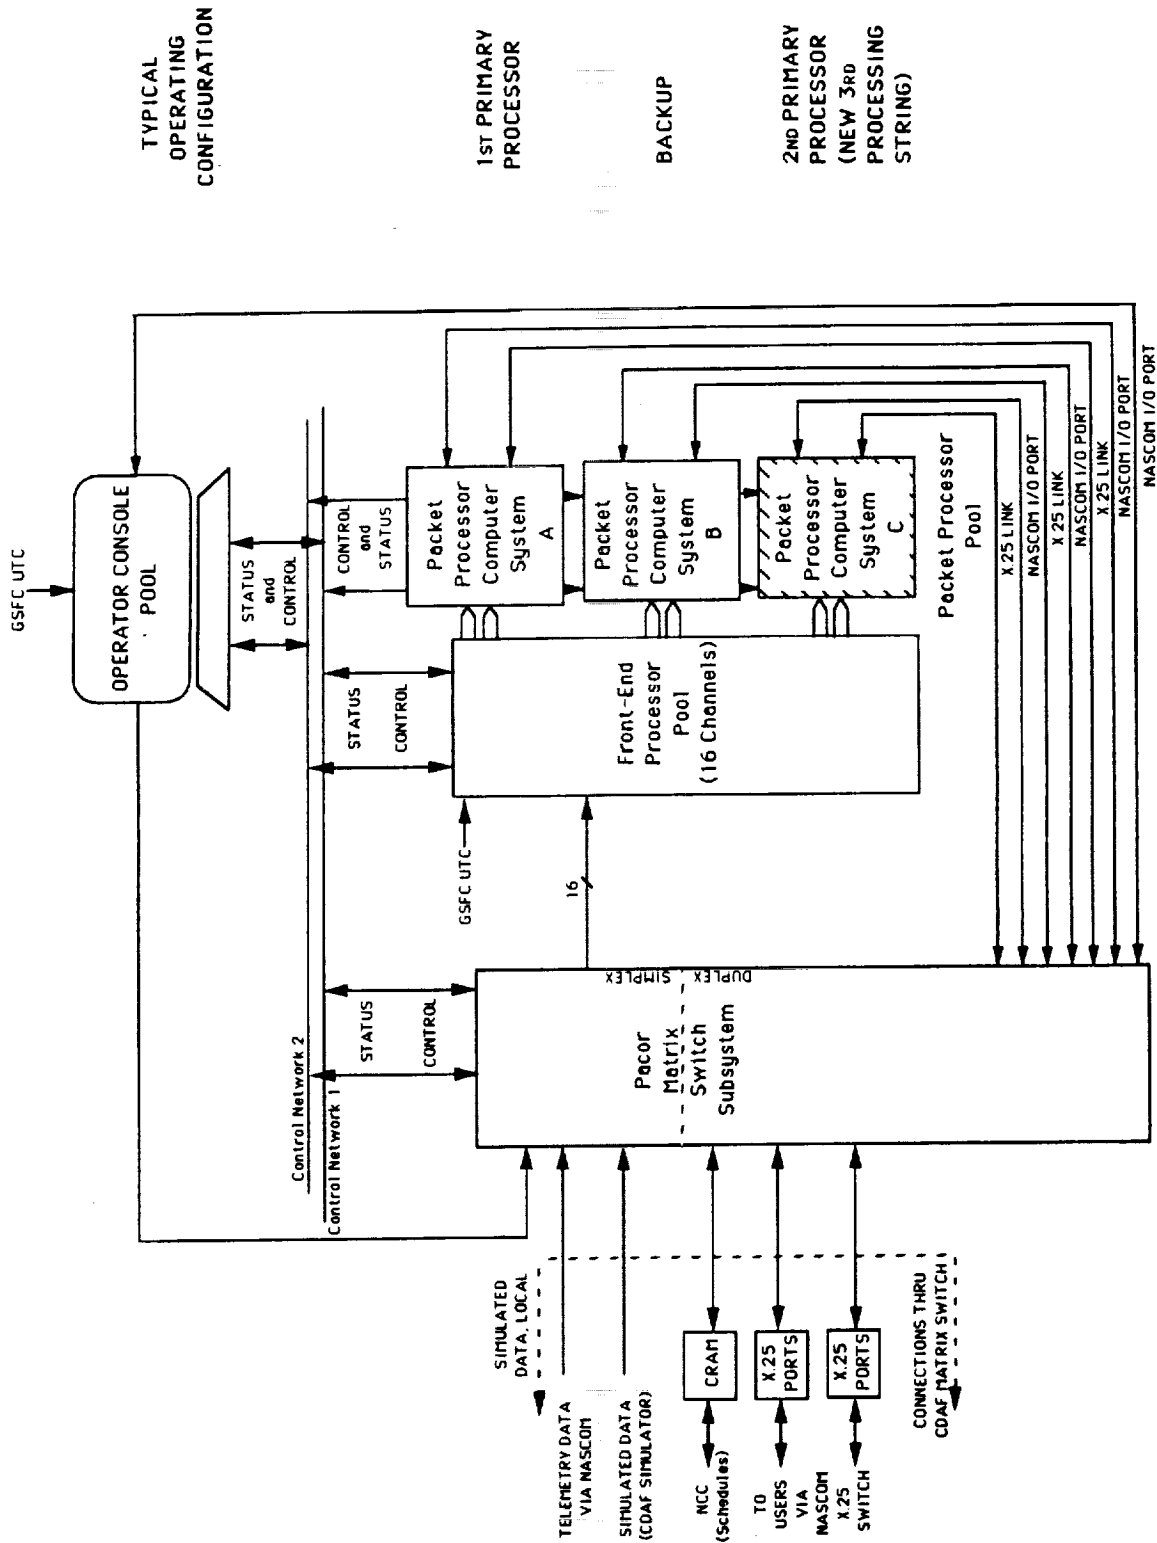 TYPICAL
OPERATING
CONFIGURATION
1ST PRIMARY
PROCESSOR
BACKUP
2ND PRIMARY
PROCESSOR
(NEW 3RD
PROCESSING
STRING)
GSFC UTC
OPERATOR CONSOLE
POOL
STATUS
and
CONTROL
CONTROL
and
STATUS
STATUS
CONTROL
STATUS
CONTROL
Control Network 2
Control Network 1
Packet
Processor
Computer
System
A
Packet
Processor
Computer
System
B
Packet
Processor
Computer
System
C
Packet Processor
Pool
Front-End
Processor
Pool
(16 Channels)
GSFC UTC
16
X.25 LINK
NASCOM I/O PORT
X 25 LINK
NASCOM I/O PORT
X.25 LINK
NASCOM I/O PORT
NASCOM I/O PORT
SIMPLEX
DUPLEX
Pacor
Matrix
Switch
Subsystem
SIMULATED
DATA, LOCAL
TELEMETRY DATA
VIA NASCOM
SIMULATED DATA
(CDAF SIMULATOR)
CRAM
NCC
(Schedules)
X.25
PORTS
TO
USERS
VIA
NASCOM
X.25
SWITCH
X.25
PORTS
CONNECTIONS THRU
CDAF MATRIX SWITCH